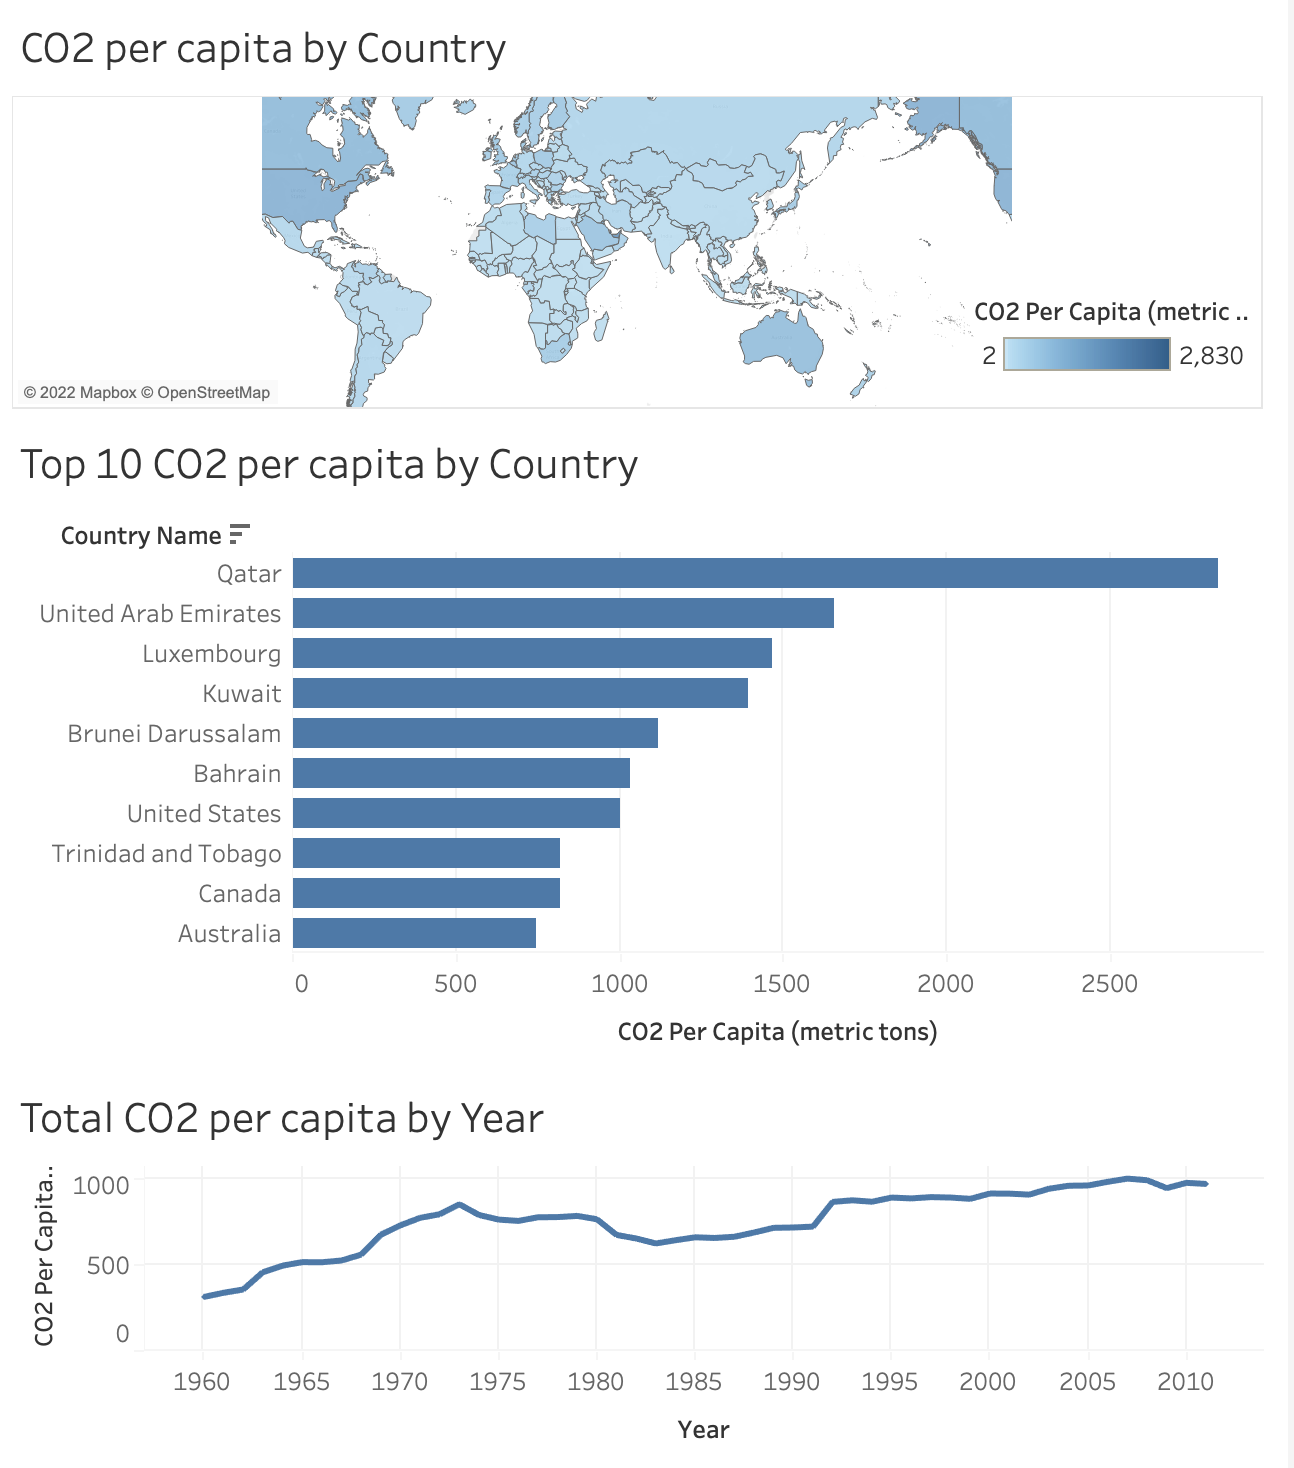 CO2 per capita by Country
CO2 Per Capita (metric ..
2 2,830
© 2022 Mapbox © OpenStreetMap
Top 10 CO2 per capita by Country
Country Name
Qatar
United Arab Emirates
Luxembourg
Kuwait
Brunei Darussalam
Bahrain
United States
Trinidad and Tobago
Canada
Australia
0 500 1000 1500 2000 2500
CO2 Per Capita (metric tons)
Total CO2 per capita by Year
CO2 Per Capita..
1000
500
0
1960 1965 1970 1975 1980 1985 1990 1995 2000 2005 2010
Year